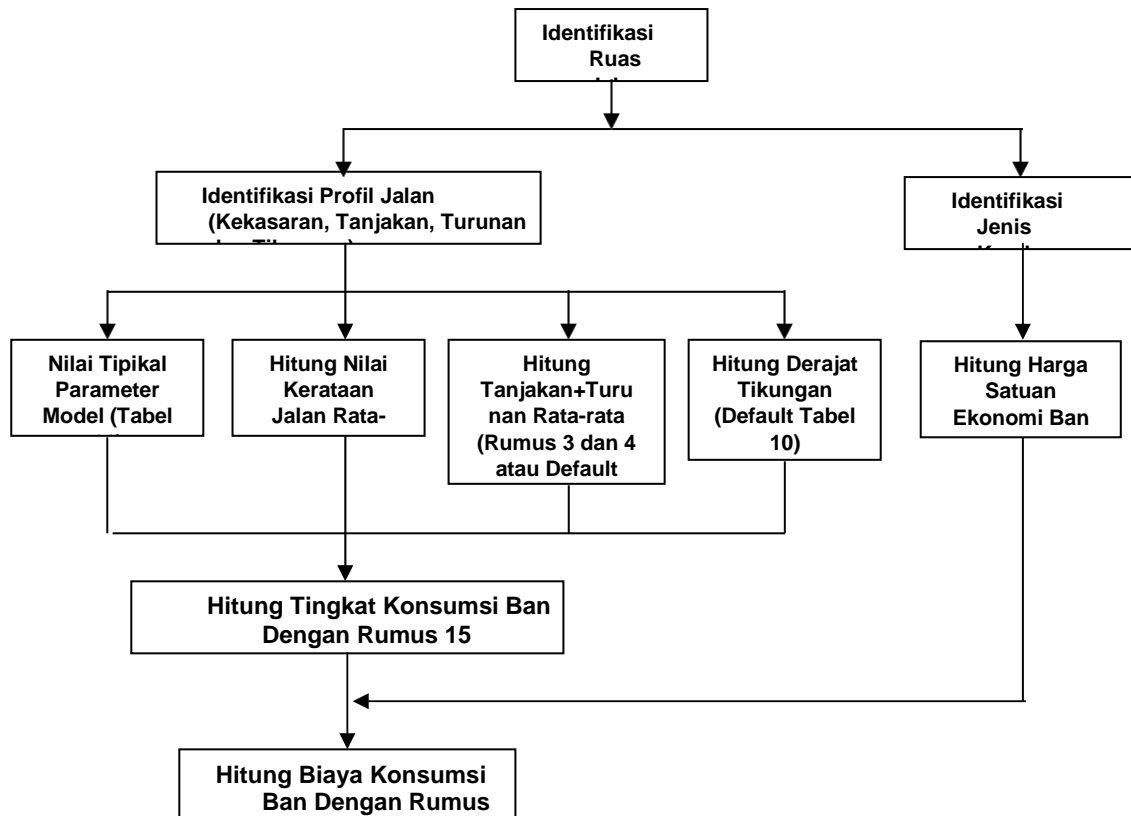 Identifikasi
Ruas
Identifikasi Profil Jalan
(Kekasaran, Tanjakan, Turunan
Identifikasi
Jenis
Nilai Tipikal
Parameter
Model (Tabel
Hitung Nilai
Kerataan
Jalan Rata-
Hitung
Tanjakan+Turu
nan Rata-rata
(Rumus 3 dan 4
atau Default
Hitung Derajat
Tikungan
(Default Tabel
10)
Hitung Harga
Satuan
Ekonomi Ban
Hitung Tingkat Konsumsi Ban
Dengan Rumus 15
Hitung Biaya Konsumsi
Ban Dengan Rumus